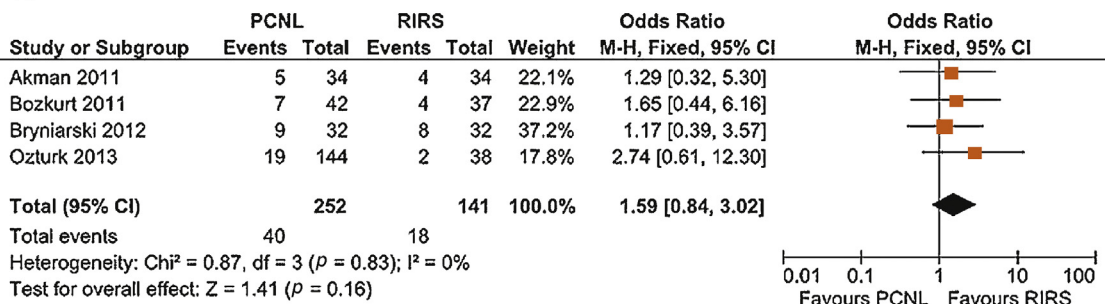 PCNL RIRS Odds Ratio Odds Ratio
Study or Subgroup Events Total Events Total Weight M-H, Fixed, 95% CI M-H, Fixed, 95% CI
Akman 2011 5 34 4 34 22.1% 1.29 [0.32, 5.30]
Bozkurt 2011 7 42 4 37 22.9% 1.65 [0.44, 6.16]
Bryniarski 2012 9 32 8 32 37.2% 1.17 [0.39, 3.57]
Ozturk 2013 19 144 2 38 17.8% 2.74 [0.61, 12.30]
Total (95% CI) 252 141 100.0% 1.59 [0.84, 3.02]
Total events 40 18
Heterogeneity: Chi² = 0.87, df = 3 (p = 0.83); I² = 0%
Test for overall effect: Z = 1.41 (p = 0.16)
0.01 0.1 1 10 100
Favours PCNL Favours RIRS